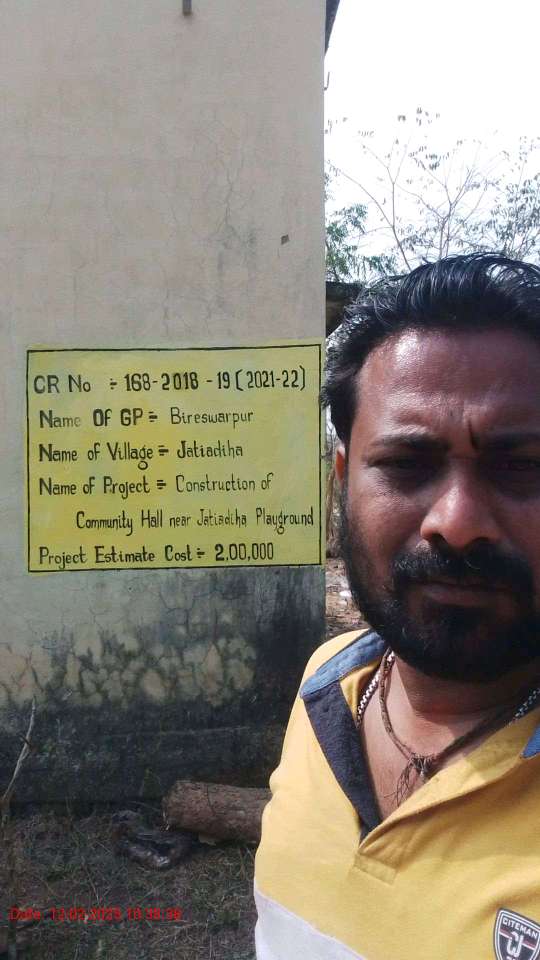 CR No := 168-2018-19 (2021-22)
Name OF GP := Bireswarpur
Name of Village := Jatiadiha
Name of Project := Construction of
Community Hall near Jatiadiha Playground
Project Estimate Cost := 2,00,000
CITEMAN